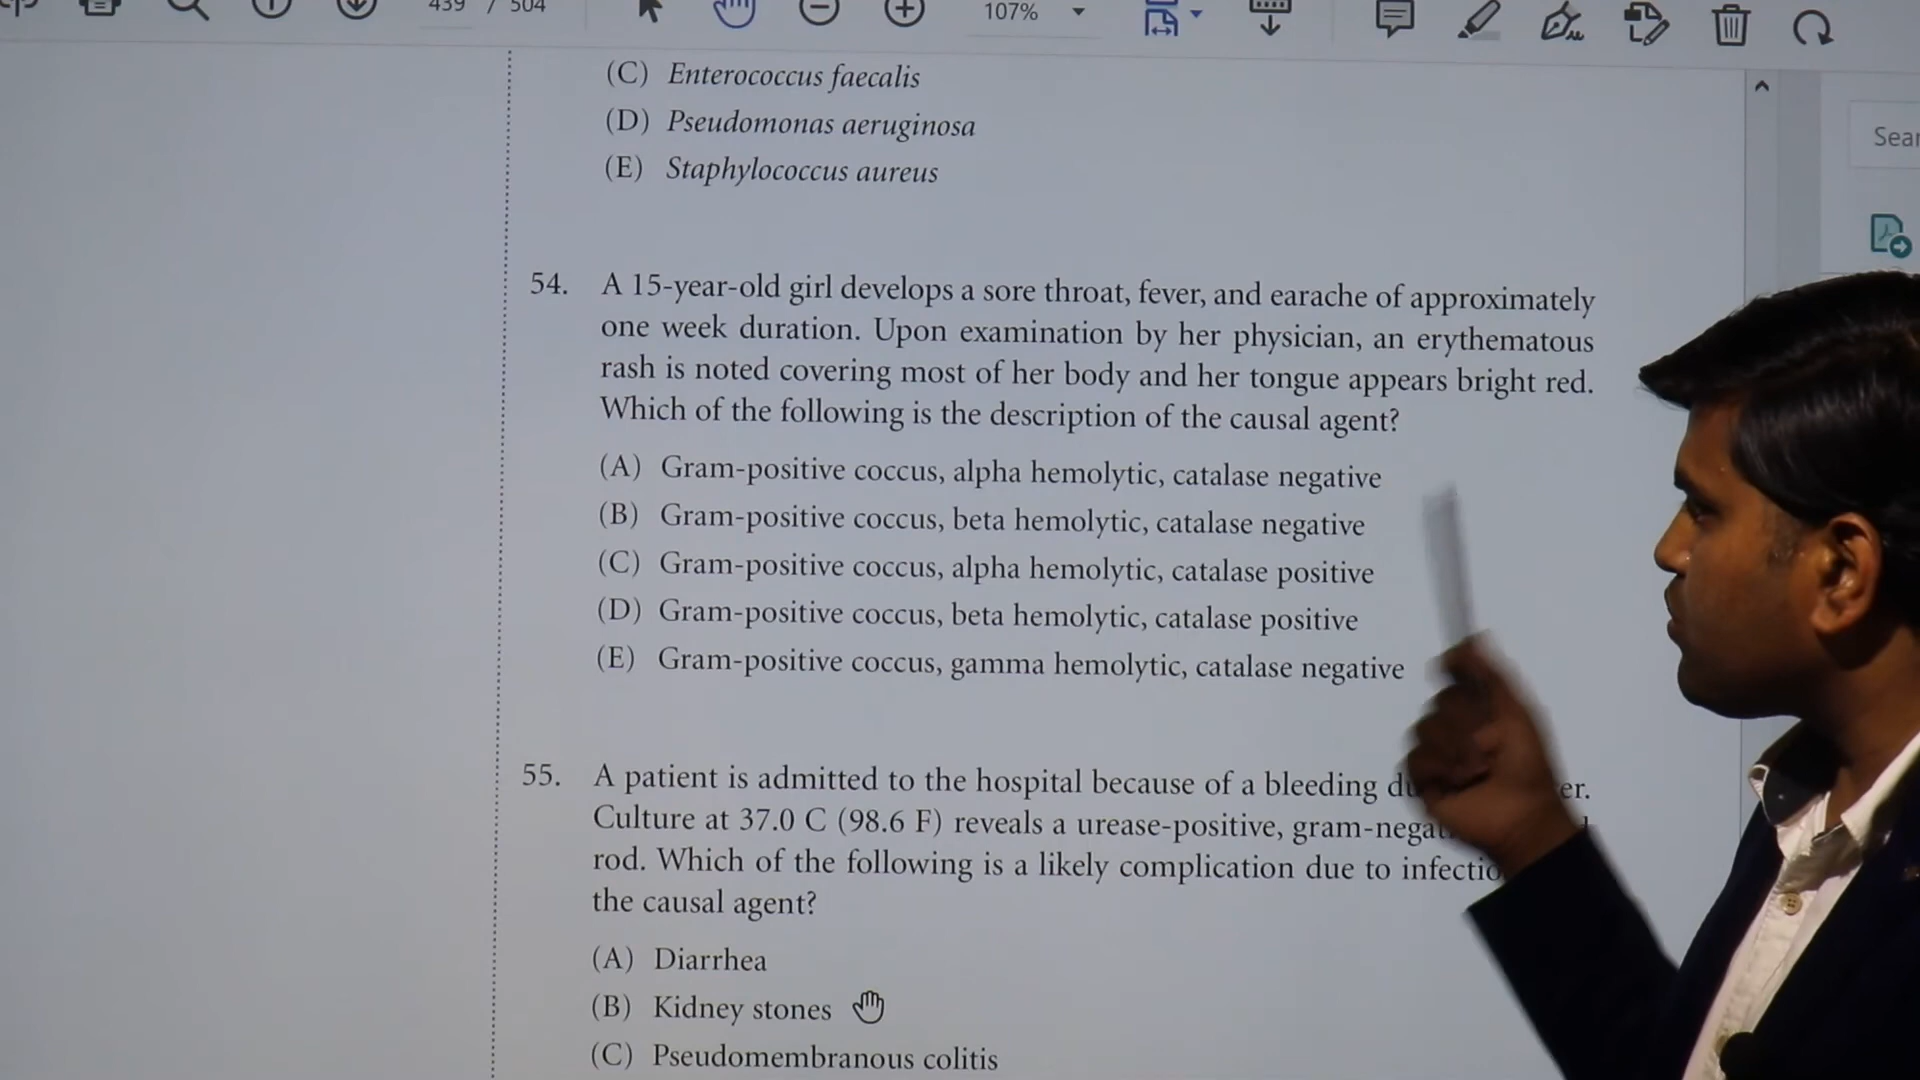 439 / 504
107%
(C) Enterococcus faecalis
(D) Pseudomonas aeruginosa
(E) Staphylococcus aureus
54. A 15-year-old girl develops a sore throat, fever, and earache of approximately
one week duration. Upon examination by her physician, an erythematous
rash is noted covering most of her body and her tongue appears bright red.
Which of the following is the description of the causal agent?
(A) Gram-positive coccus, alpha hemolytic, catalase negative
(B) Gram-positive coccus, beta hemolytic, catalase negative
(C) Gram-positive coccus, alpha hemolytic, catalase positive
(D) Gram-positive coccus, beta hemolytic, catalase positive
(E) Gram-positive coccus, gamma hemolytic, catalase negative
55. A patient is admitted to the hospital because of a bleeding
Culture at 37.0 C (98.6 F) reveals a urease-positive,
rod. Which of the following is a likely complication due to
the causal agent?
(A) Diarrhea
(B) Kidney stones
(C) Pseudomembranous colitis